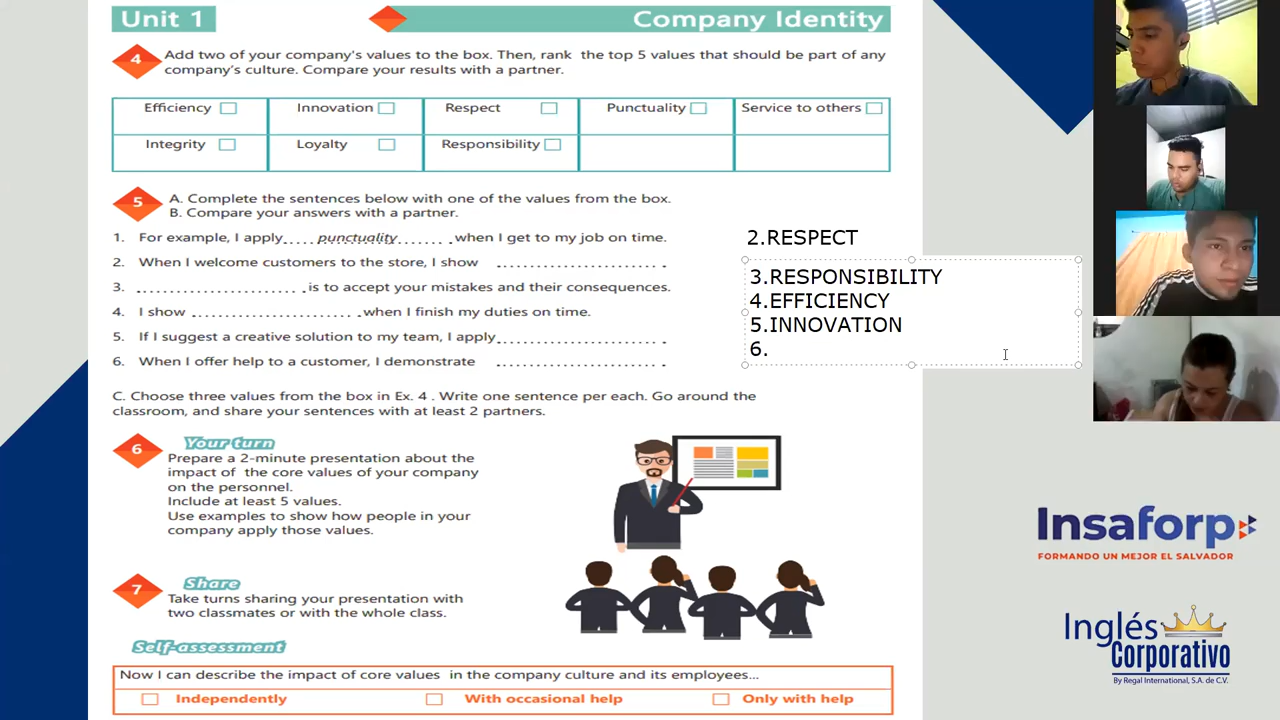 Unit 1
Company Identity
4
Add two of your company's values to the box. Then, rank  the top 5 values that should be part of any
company's culture. Compare your results with a partner.
Efficiency
Innovation
Respect
Punctuality
Service to others
Integrity
Loyalty
Responsibility
5
A. Complete the sentences below with one of the values from the box.
B. Compare your answers with a partner.
1. For example, I apply.....punctuality.......when I get to my job on time.
2. When I welcome customers to the store, I show ..............................
3. ..............................is to accept your mistakes and their consequences.
4. I show ..............................when I finish my duties on time.
5. If I suggest a creative solution to my team, I apply..............................
6. When I offer help to a customer, I demonstrate ..............................
2.RESPECT
3.RESPONSIBILITY
4.EFFICIENCY
5.INNOVATION
6.
C. Choose three values from the box in Ex. 4 . Write one sentence per each. Go around the
classroom, and share your sentences with at least 2 partners.
6
Your turn
Prepare a 2-minute presentation about the
impact of  the core values of your company
on the personnel.
Include at least 5 values.
Use examples to show how people in your
company apply those values.
7
Share
Take turns sharing your presentation with
two classmates or with the whole class.
Self-assessment
Now I can describe the impact of core values  in the company culture and its employees...
Independently
With occasional help
Only with help
Insaforp
FORMANDO UN MEJOR EL SALVADOR
Inglés
Corporativo
By Regal International, S.A. de C.V.